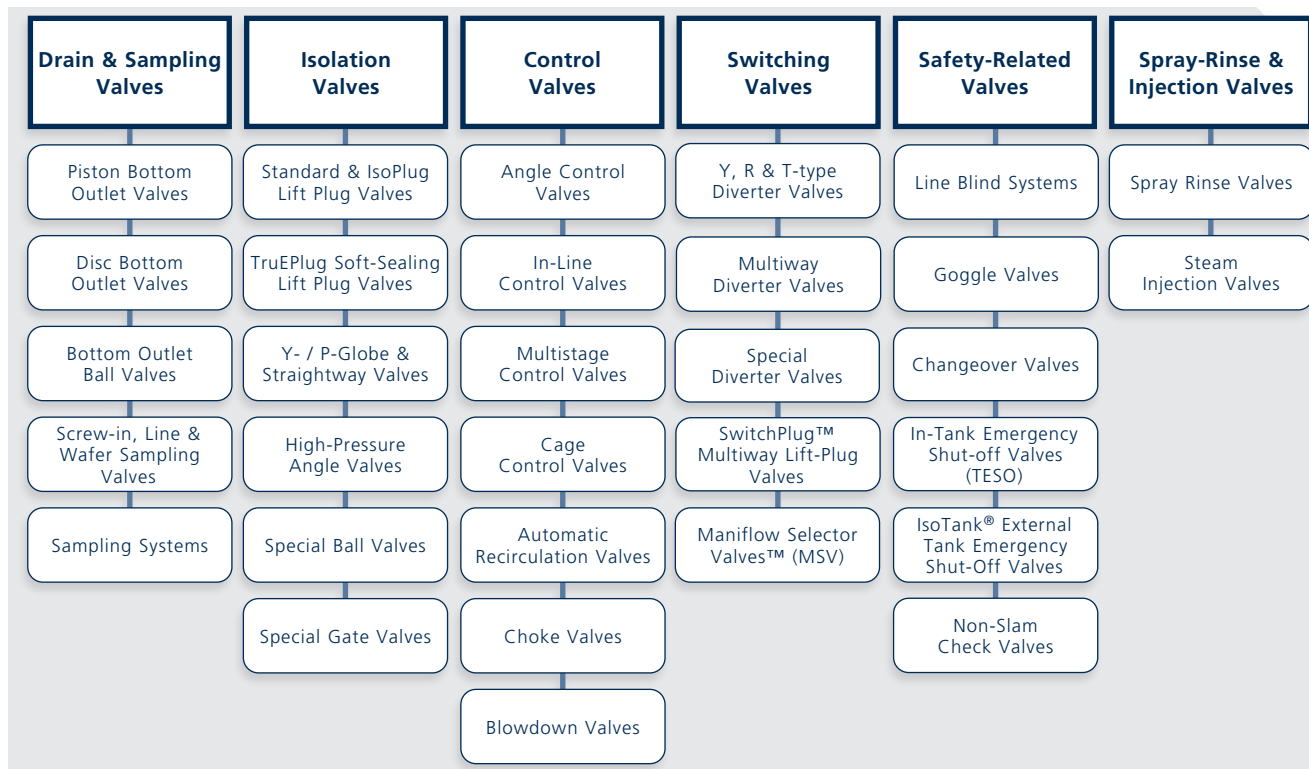 Drain & Sampling
Valves
Piston Bottom
Outlet Valves
Disc Bottom
Outlet Valves
Bottom Outlet
Ball Valves
Screw-in, Line &
Wafer Sampling
Valves
Sampling Systems
Isolation
Valves
Standard & IsoPlug
Lift Plug Valves
TruEPlug Soft-Sealing
Lift Plug Valves
Y- / P-Globe &
Straightway Valves
High-Pressure
Angle Valves
Special Ball Valves
Special Gate Valves
Control
Valves
Angle Control
Valves
In-Line
Control Valves
Multistage
Control Valves
Cage
Control Valves
Automatic
Recirculation Valves
Choke Valves
Blowdown Valves
Switching
Valves
Y, R & T-type
Diverter Valves
Multiway
Diverter Valves
Special
Diverter Valves
SwitchPlug™
Multiway Lift-Plug
Valves
Maniflow Selector
Valves™ (MSV)
Safety-Related
Valves
Line Blind Systems
Goggle Valves
Changeover Valves
In-Tank Emergency
Shut-off Valves
(TESO)
IsoTank® External
Tank Emergency
Shut-Off Valves
Non-Slam
Check Valves
Spray-Rinse &
Injection Valves
Spray Rinse Valves
Steam
Injection Valves